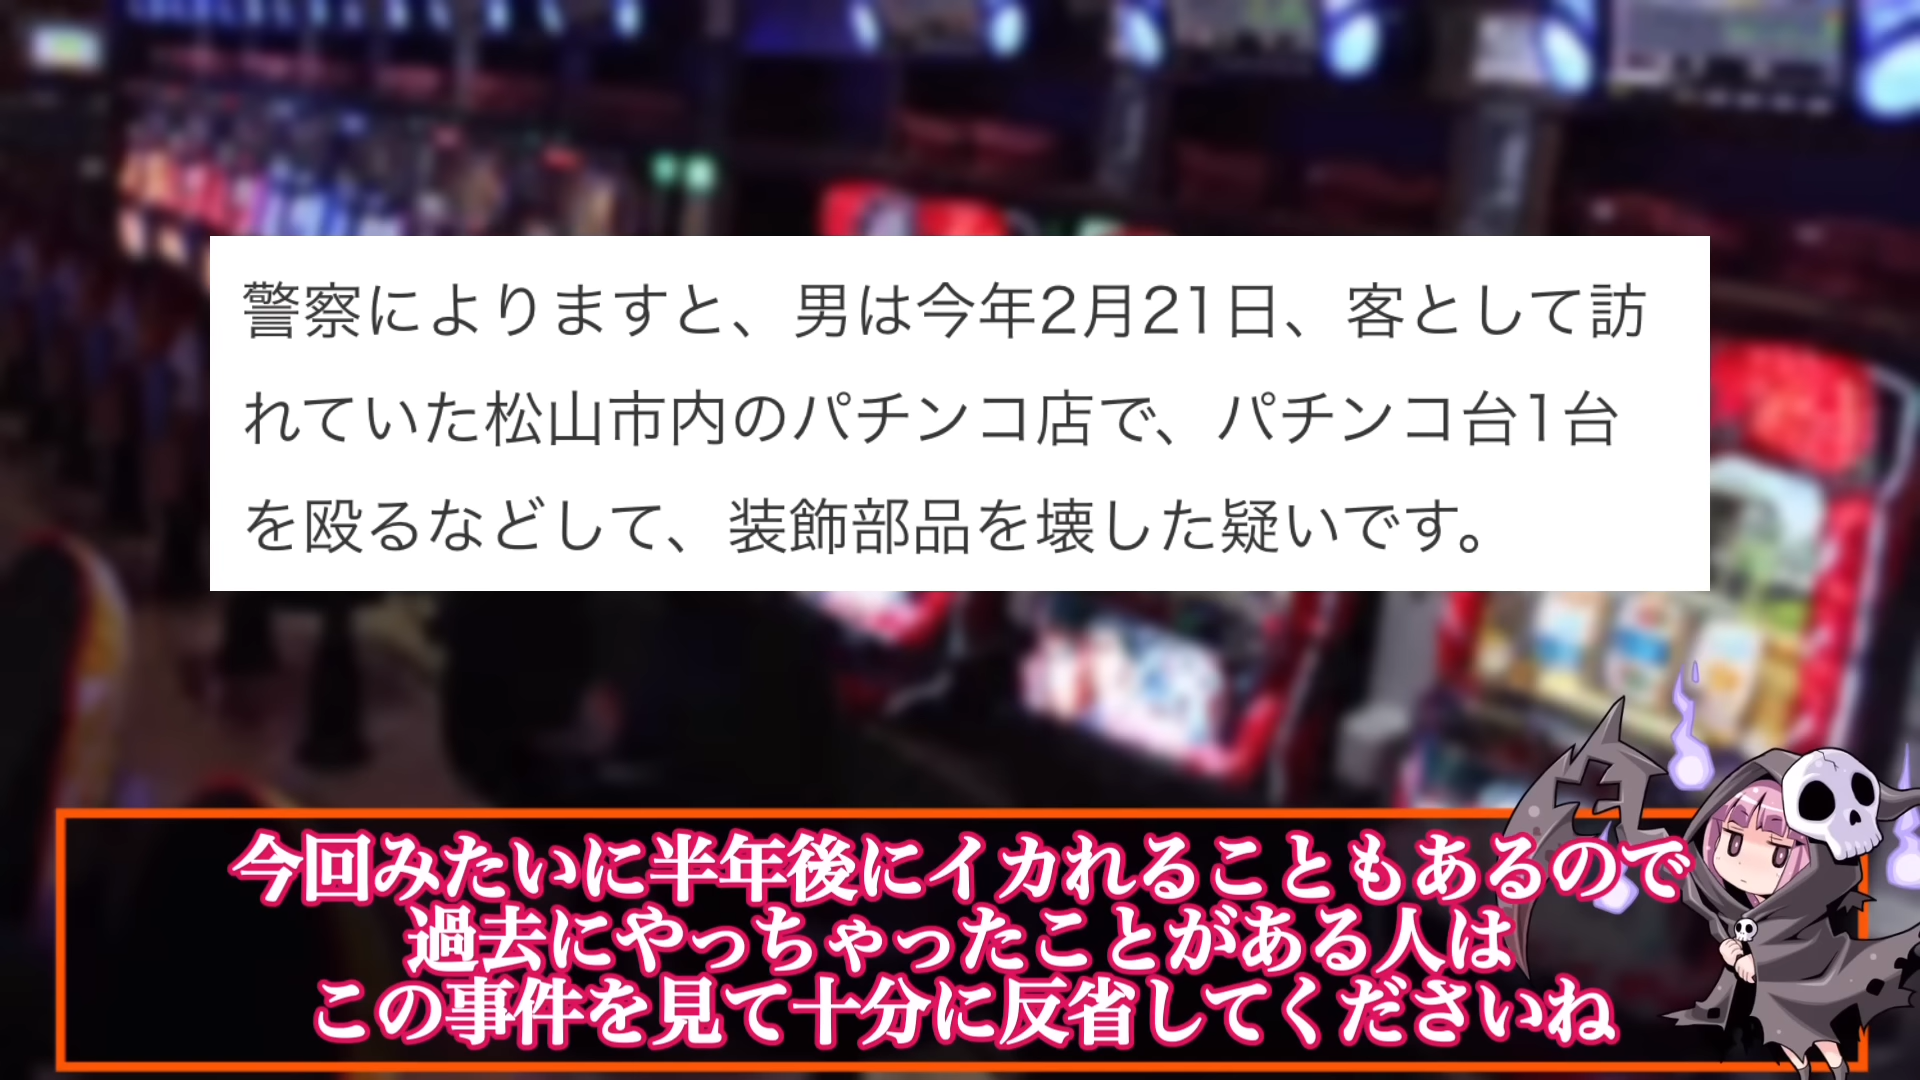 警察によりますと、男は今年2月21日、客として訪
れていた松山市内のパチンコ店で、パチンコ台1台
を殴るなどして、装飾部品を壊した疑いです。
今回みたいに半年後にイカれることもあるので
過去にやっちゃったことがある人は
この事件を見て十分に反省してくださいね